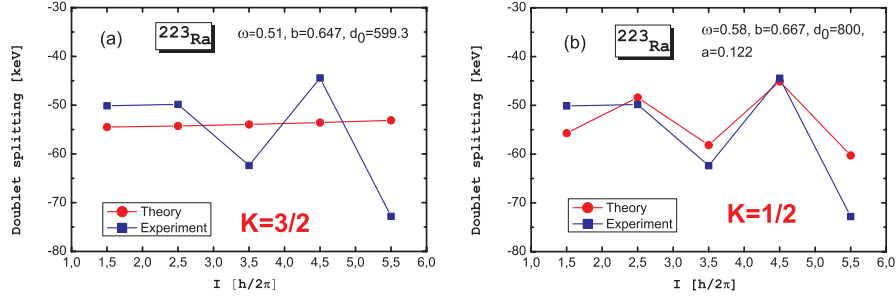 -30
-40
-50
-60
-70
-80
Doublet splitting [keV]
(a)
223Ra
ω=0.51, b=0.647, d0=599.3
Theory
Experiment
K=3/2
1,0 1,5 2,0 2,5 3,0 3,5 4,0 4,5 5,0 5,5 6,0
I [h/2π]
-30
-40
-50
-60
-70
-80
Doublet splitting [keV]
(b)
223Ra
ω=0.58, b=0.667, d0=800,
a=0.122
Theory
Experiment
K=1/2
1,0 1,5 2,0 2,5 3,0 3,5 4,0 4,5 5,0 5,5 6,0
I [h/2π]